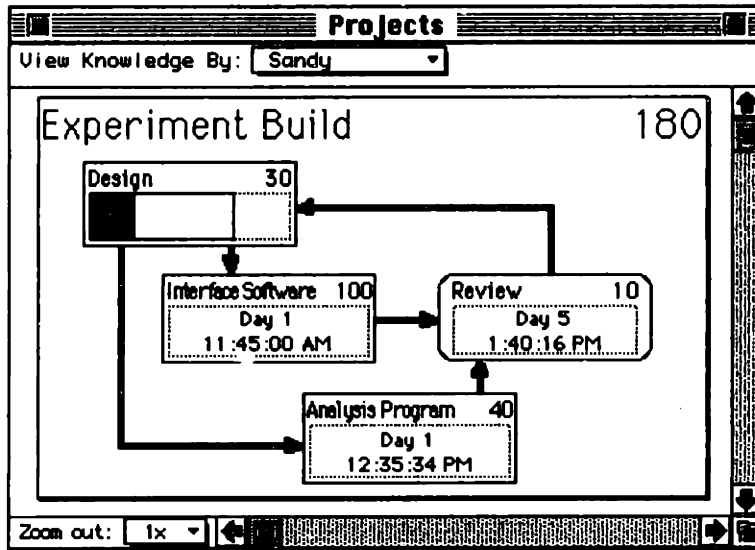 Projects
View Knowledge By: Sandy
Experiment Build 180
Design 30
Interface Software 100
Day 1
11:45:00 AM
Review 10
Day 5
1:40:16 PM
Analysis Program 40
Day 1
12:35:34 PM
Zoom out: 1x